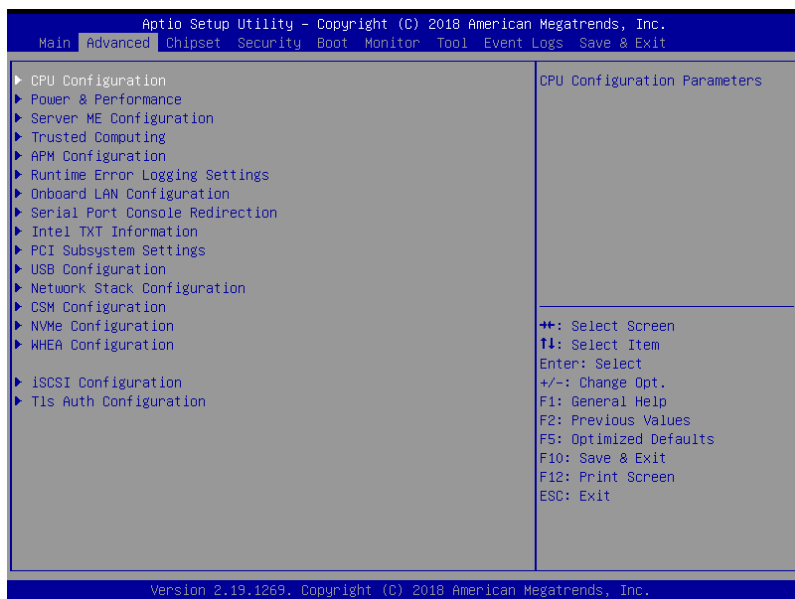 Aptio Setup Utility – Copyright (C) 2018 American Megatrends, Inc.
Main Advanced Chipset Security Boot Monitor Tool Event Logs Save & Exit
CPU Configuration
Power & Performance
Server ME Configuration
Trusted Computing
APM Configuration
Runtime Error Logging Settings
Onboard LAN Configuration
Serial Port Console Redirection
Intel TXT Information
PCI Subsystem Settings
USB Configuration
Network Stack Configuration
CSM Configuration
NVMe Configuration
WHEA Configuration
iSCSI Configuration
Tls Auth Configuration
CPU Configuration Parameters
→←: Select Screen
↑↓: Select Item
Enter: Select
+/-: Change Opt.
F1: General Help
F2: Previous Values
F5: Optimized Defaults
F10: Save & Exit
F12: Print Screen
ESC: Exit
Version 2.19.1269. Copyright (C) 2018 American Megatrends, Inc.